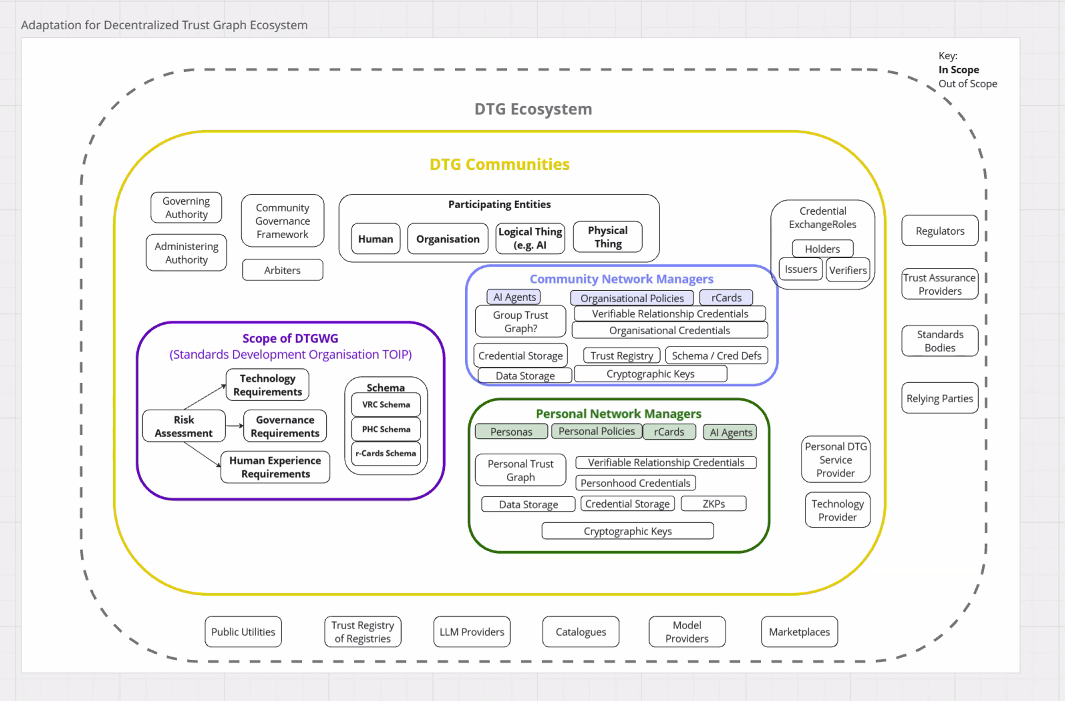 Adaptation for Decentralized Trust Graph Ecosystem
Key:
In Scope
Out of Scope
DTG Ecosystem
DTG Communities
Governing
Authority
Administering
Authority
Community
Governance
Framework
Arbiters
Participating Entities
Human
Organisation
Logical Thing
(e.g. AI
Physical
Thing
Credential
ExchangeRoles
Holders
Issuers
Verifiers
Regulators
Trust Assurance
Providers
Standards
Bodies
Relying Parties
Community Network Managers
AI Agents
Organisational Policies
rCards
Group Trust
Graph?
Verifiable Relationship Credentials
Organisational Credentials
Credential Storage
Trust Registry
Schema / Cred Defs
Data Storage
Cryptographic Keys
Scope of DTGWG
(Standards Development Organisation TOIP)
Technology
Requirements
Risk
Assessment
Governance
Requirements
Human Experience
Requirements
Schema
VRC Schema
PHC Schema
r-Cards Schema
Personal Network Managers
Personas
Personal Policies
rCards
AI Agents
Personal Trust
Graph
Verifiable Relationship Credentials
Personhood Credentials
Data Storage
Credential Storage
ZKPs
Cryptographic Keys
Personal DTG
Service
Provider
Technology
Provider
Public Utilities
Trust Registry
of Registries
LLM Providers
Catalogues
Model
Providers
Marketplaces